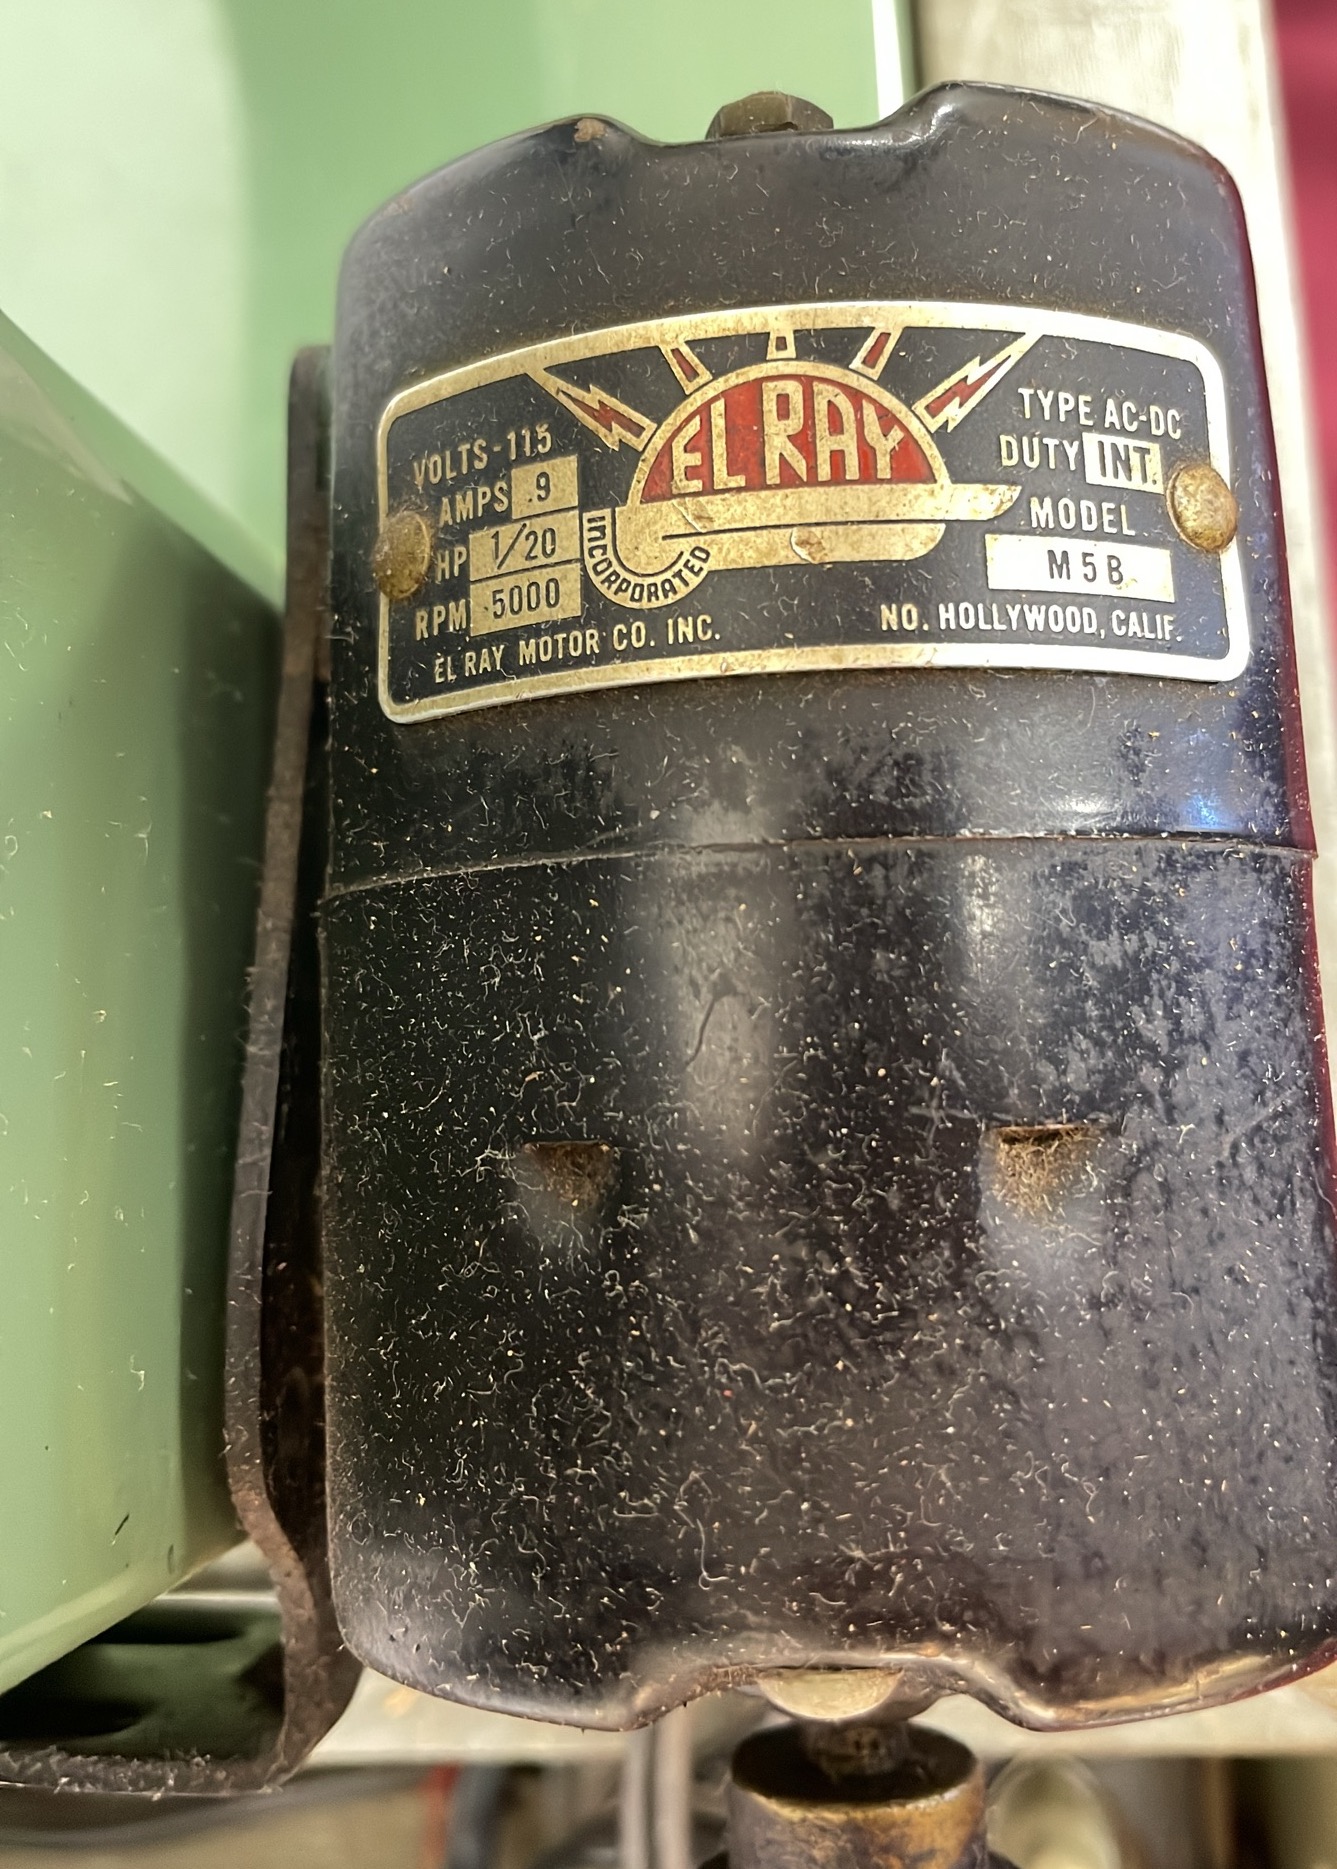 VOLTS-115
AMPS .9
HP 1/20
RPM 5000
EL RAY MOTOR CO. INC.
EL RAY
INCORPORATED
TYPE AC-DC
DUTY INT.
MODEL
M5B
NO. HOLLYWOOD, CALIF.